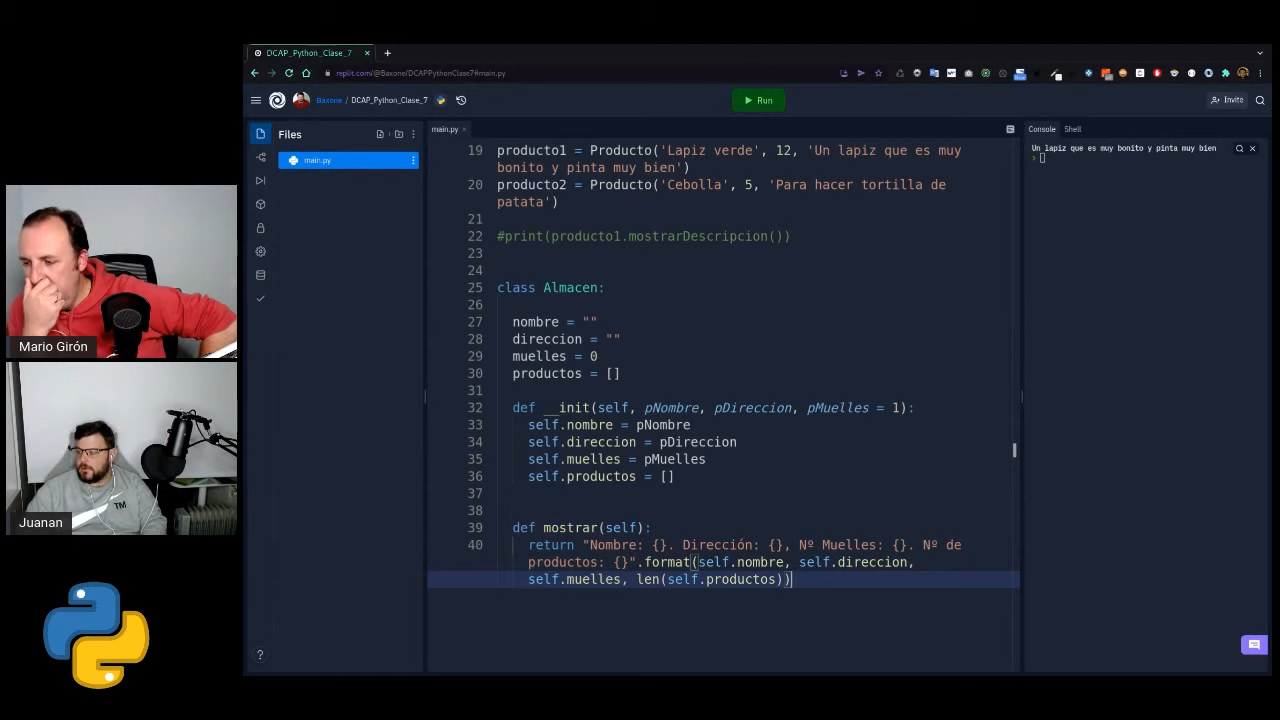 DCAP_Python_Clase_7
replit.com/@Baxone/DCAPPythonClase7#main.py
Baxone / DCAP_Python_Clase_7
Run
Invite
Files
main.py
main.py
Console
Shell
19 producto1 = Producto('Lapiz verde', 12, 'Un lapiz que es muy
bonito y pinta muy bien')
20 producto2 = Producto('Cebolla', 5, 'Para hacer tortilla de
patata')
21
22 #print(producto1.mostrarDescripcion())
23
24
25 class Almacen:
26
27 nombre = ""
28 direccion = ""
29 muelles = 0
30 productos = []
31
32 def __init(self, pNombre, pDireccion, pMuelles = 1):
33 self.nombre = pNombre
34 self.direccion = pDireccion
35 self.muelles = pMuelles
36 self.productos = []
37
38
39 def mostrar(self):
40 return "Nombre: {}. Dirección: {}, Nº Muelles: {}. Nº de
productos: {}".format(self.nombre, self.direccion,
self.muelles, len(self.productos))
Un lapiz que es muy bonito y pinta muy bien
>
Mario Girón
Juanan
TM
?